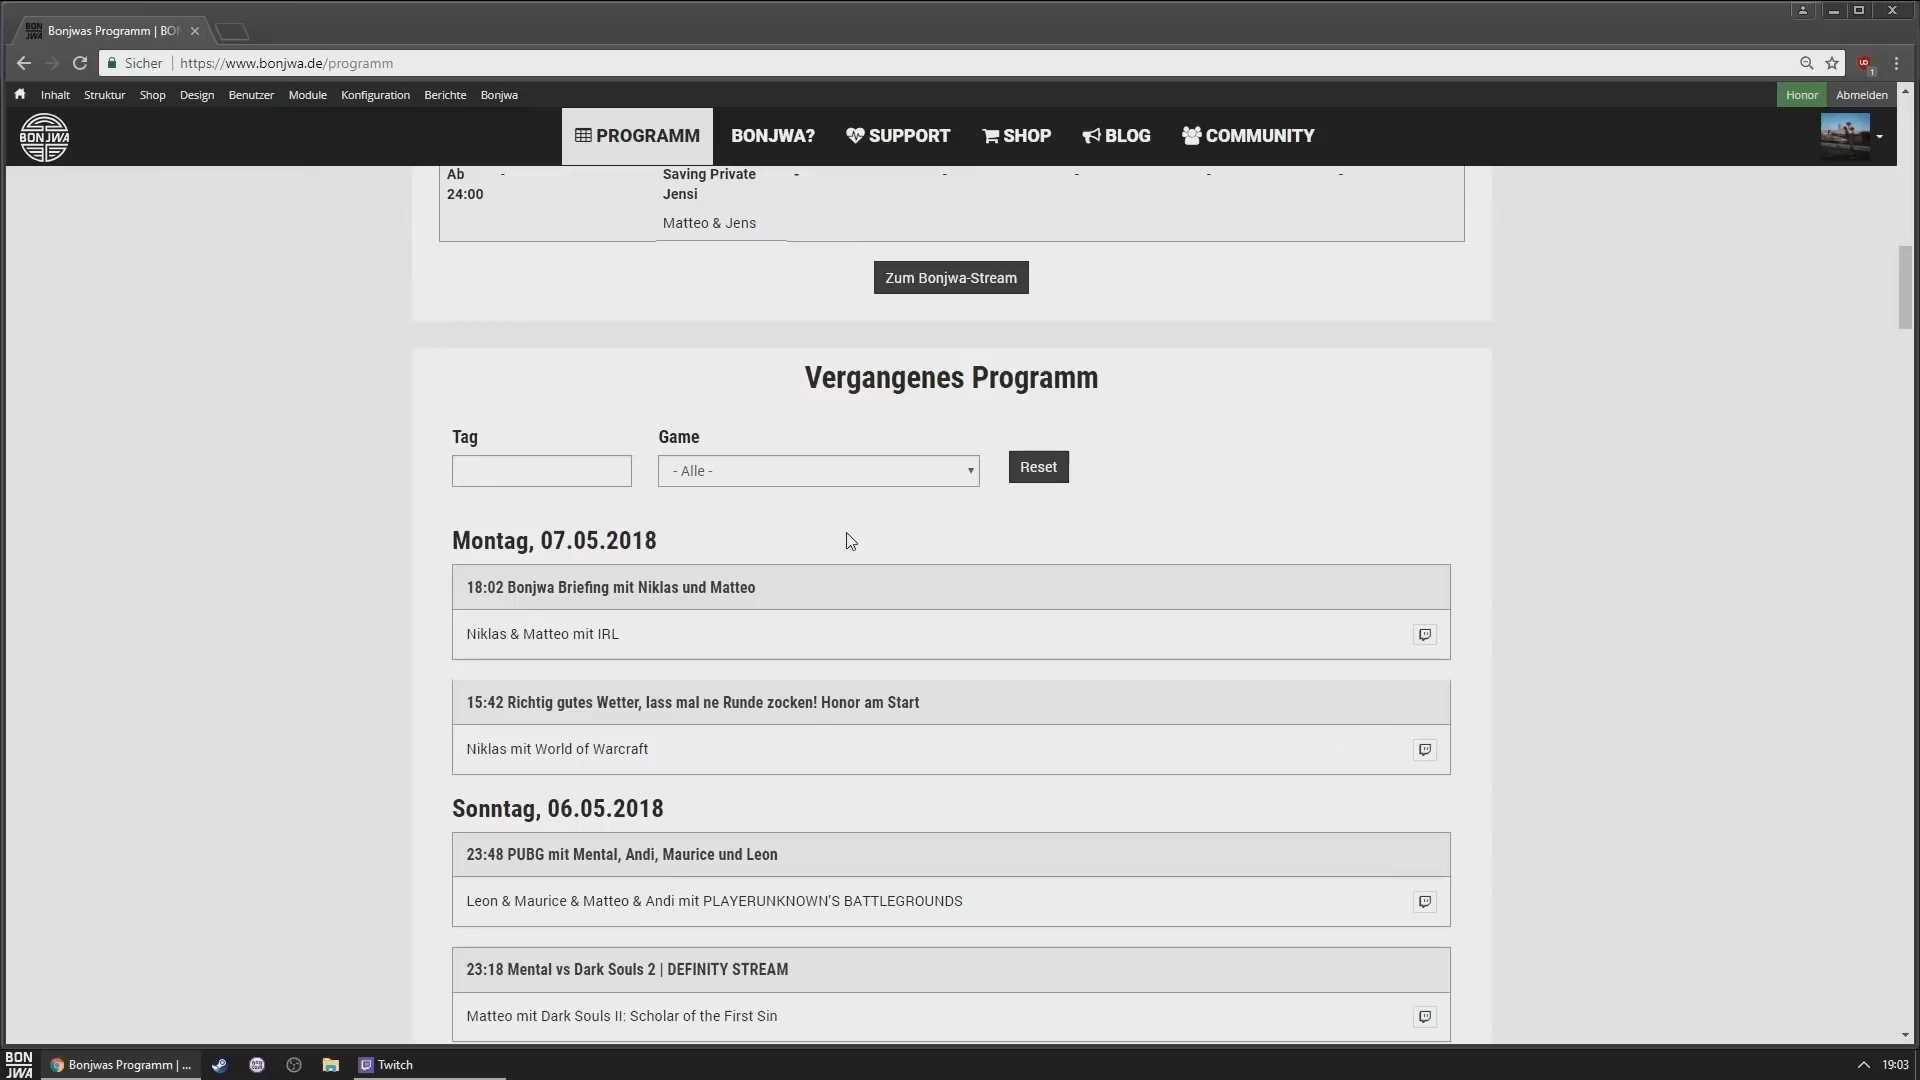 Bonjwas Programm | BO
Sicher
https://www.bonjwa.de/programm
Inhalt Struktur Shop Design Benutzer Module Konfiguration Berichte Bonjwa Honor Abmelden
BONJWA PROGRAMM BONJWA? SUPPORT SHOP BLOG COMMUNITY
Ab 24:00
-
Saving Private Jensi
- - - - -
Matteo & Jens
Zum Bonjwa-Stream
Vergangenes Programm
Tag Game
- Alle - Reset
Montag, 07.05.2018
18:02 Bonjwa Briefing mit Niklas und Matteo
Niklas & Matteo mit IRL
15:42 Richtig gutes Wetter, lass mal ne Runde zocken! Honor am Start
Niklas mit World of Warcraft
Sonntag, 06.05.2018
23:48 PUBG mit Mental, Andi, Maurice und Leon
Leon & Maurice & Matteo & Andi mit PLAYERUNKNOWN'S BATTLEGROUNDS
23:18 Mental vs Dark Souls 2 | DEFINITY STREAM
Matteo mit Dark Souls II: Scholar of the First Sin
BON JWA Bonjwas Programm | ... Twitch 19:03